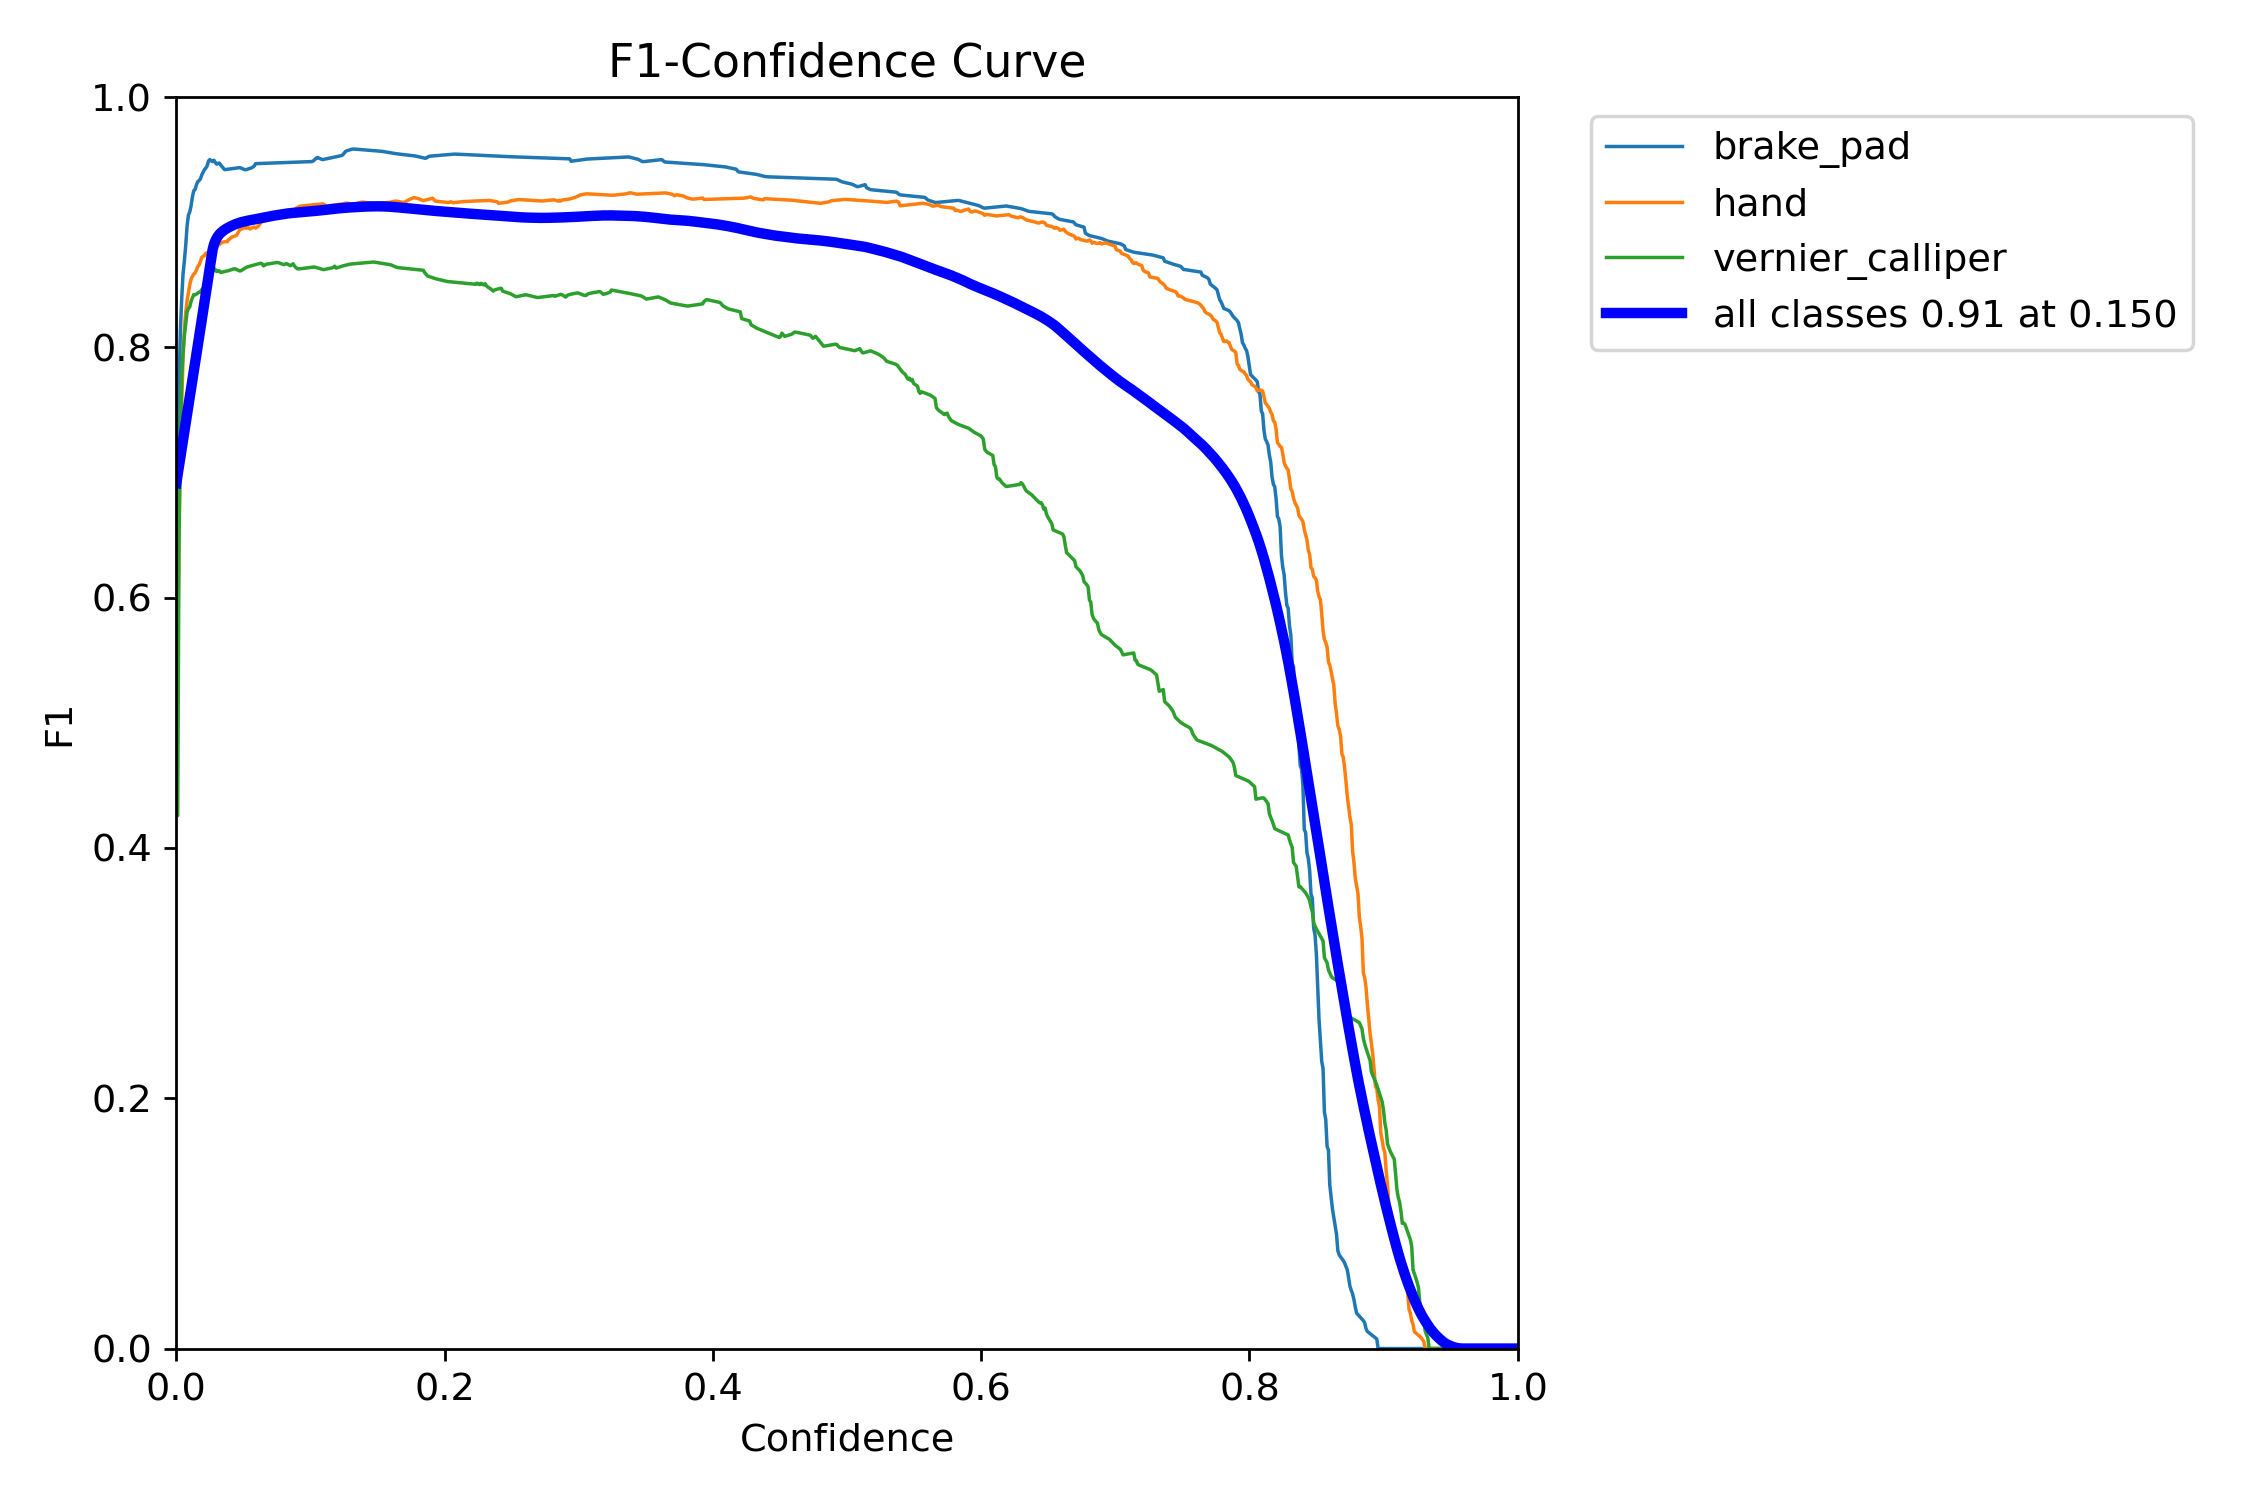 F1-Confidence Curve
1.0
0.8
0.6
0.4
0.2
0.0
F1
0.0 0.2 0.4 0.6 0.8 1.0
Confidence
brake_pad
hand
vernier_calliper
all classes 0.91 at 0.150